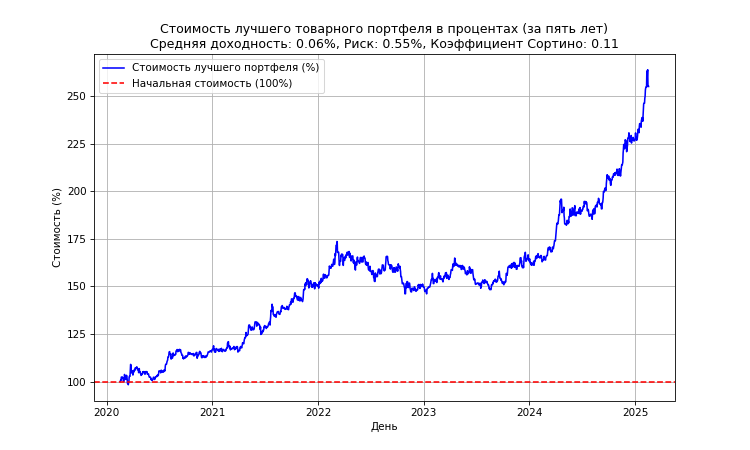 Стоимость лучшего товарного портфеля в процентах (за пять лет)
Средняя доходность: 0.06%, Риск: 0.55%, Коэффициент Сортино: 0.11
Стоимость лучшего портфеля (%)
Начальная стоимость (100%)
Стоимость (%)
250
225
200
175
150
125
100
2020
2021
2022
2023
2024
2025
День